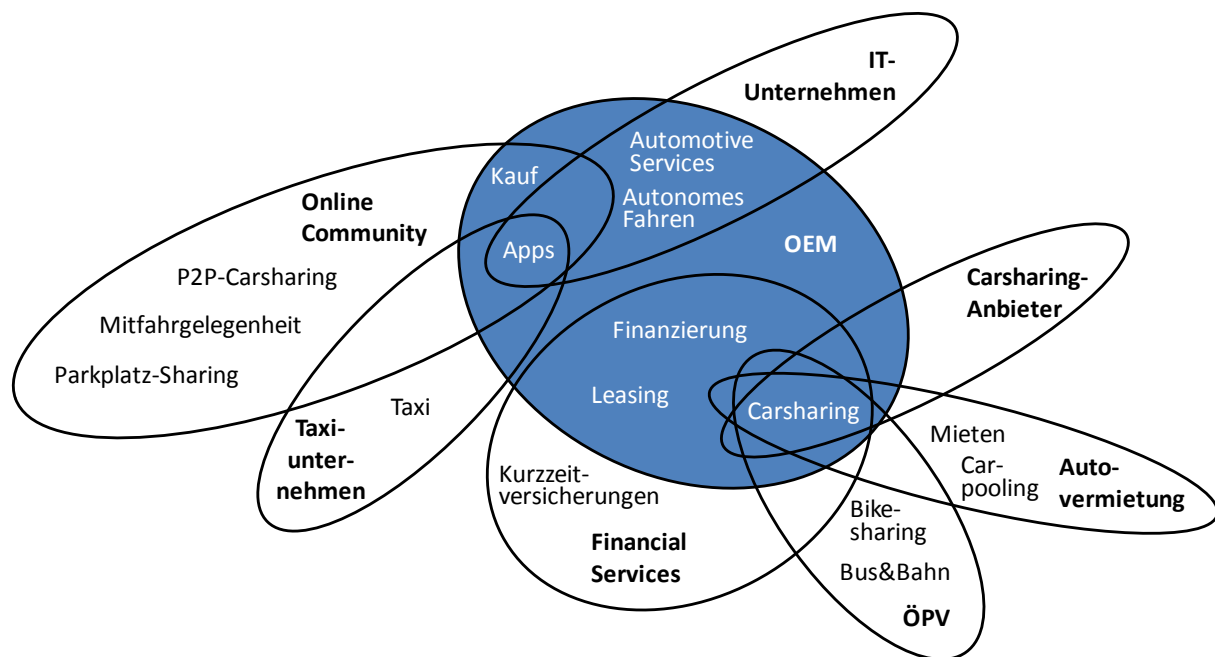 IT-
Unternehmen
Automotive
Services
Kauf
Autonomes
Fahren
Online
Community
OEM
Apps
P2P-Carsharing
Carsharing-
Anbieter
Mitfahrgelegenheit
Finanzierung
Parkplatz-Sharing
Leasing
Taxi
Carsharing
Taxi-
unter-
nehmen
Mieten
Car-
pooling
Auto-
vermietung
Kurzzeit-
versicherungen
Bike-
sharing
Financial
Services
Bus&Bahn
ÖPV